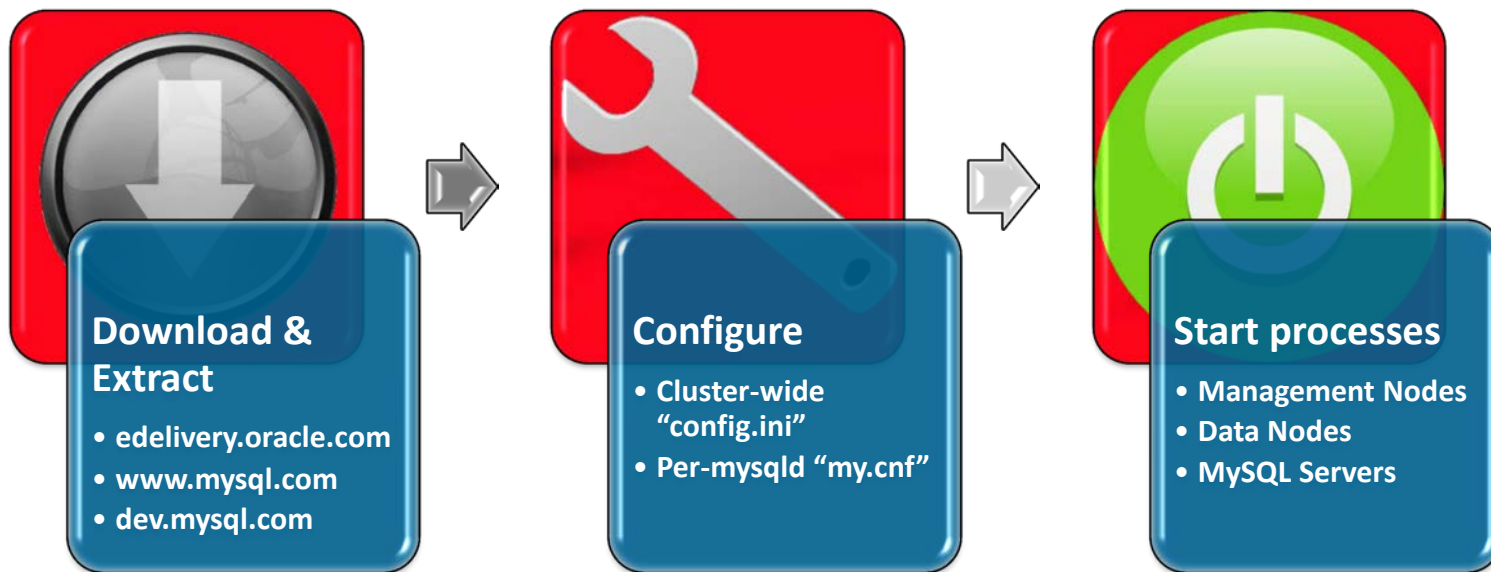 Download &
Extract
• edelivery.oracle.com
• www.mysql.com
• dev.mysql.com
Configure
• Cluster-wide
“config.ini”
• Per-mysqld “my.cnf”
Start processes
• Management Nodes
• Data Nodes
• MySQL Servers